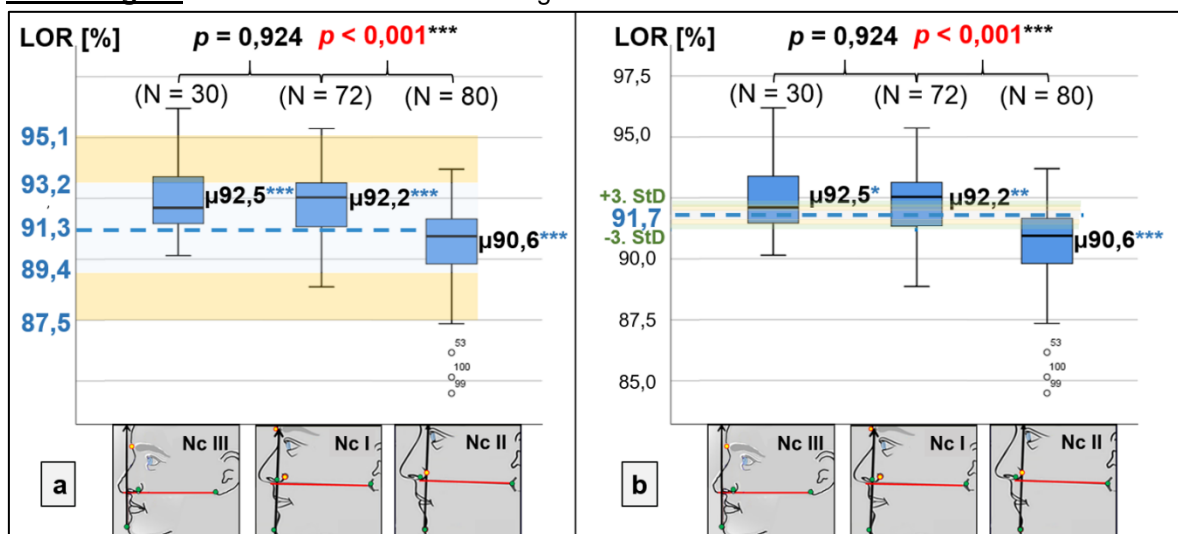 LOR [%]
p = 0,924 p < 0,001***
(N = 30) (N = 72) (N = 80)
95,1
93,2
91,3
89,4
87,5
µ92,5***
µ92,2***
µ90,6***
53
100
99
Nc III
Nc I
Nc II
a
LOR [%]
p = 0,924 p < 0,001***
97,5
(N = 30) (N = 72) (N = 80)
95,0
+3. StD
91,7
-3. StD
90,0
87,5
85,0
µ92,5*
µ92,2**
µ90,6***
53
100
99
Nc III
Nc I
Nc II
b